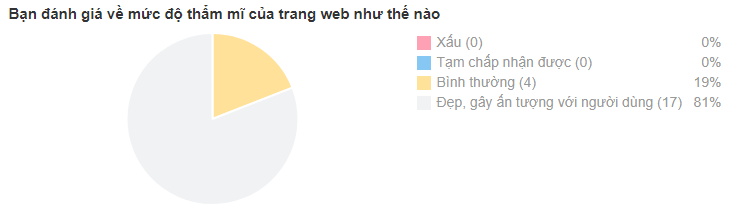 Bạn đánh giá về mức độ thẩm mĩ của trang web như thế nào
Xấu (0) 0%
Tạm chấp nhận được (0) 0%
Bình thường (4) 19%
Đẹp, gây ấn tượng với người dùng (17) 81%